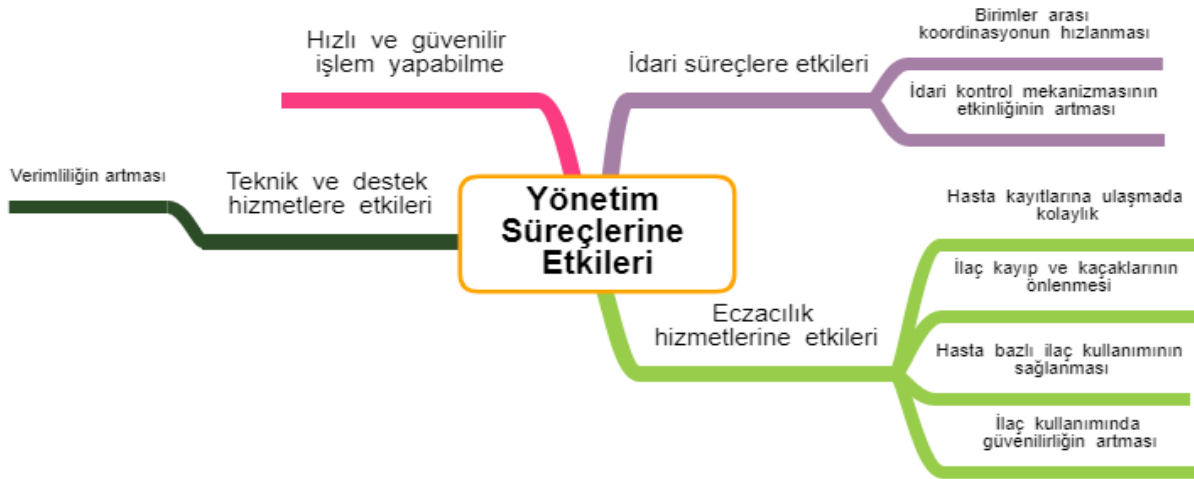 Yönetim
Süreçlerine
Etkileri
Hızlı ve güvenilir
işlem yapabilme
Teknik ve destek
hizmetlere etkileri
Verimliliğin artması
İdari süreçlere etkileri
Birimler arası
koordinasyonun hızlanması
İdari kontrol mekanizmasının
etkinliğinin artması
Eczacılık
hizmetlerine etkileri
Hasta kayıtlarına ulaşmada
kolaylık
İlaç kayıp ve kaçaklarının
önlenmesi
Hasta bazlı ilaç kullanımının
sağlanması
İlaç kullanımında
güvenilirliğin artması